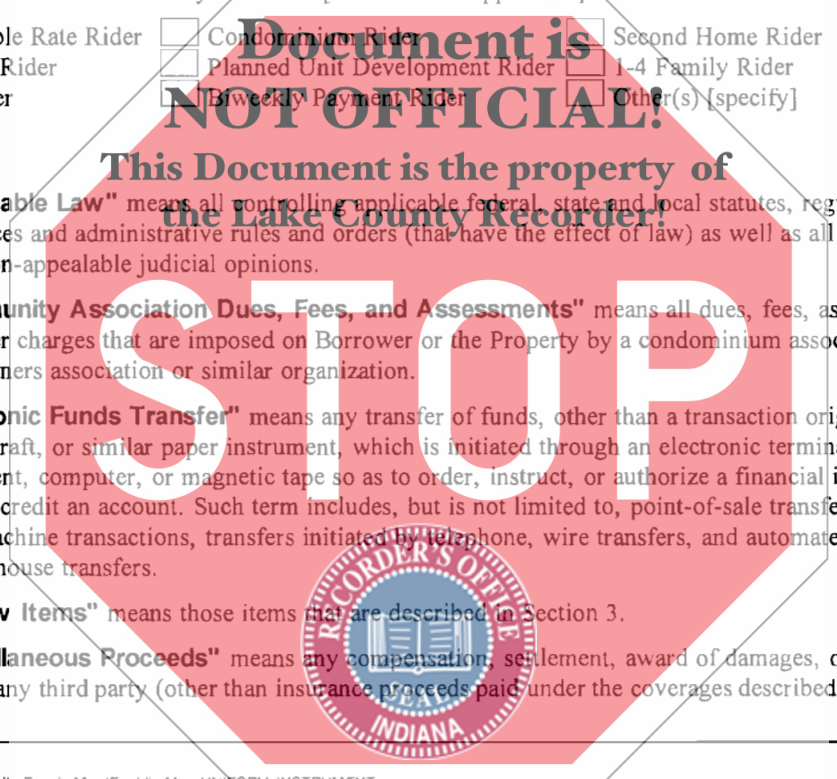 ole Rate Rider Condominium Rider Second Home Rider
Rider Planned Unit Development Rider 1-4 Family Rider
er Biweekly Payment Rider Other(s) [specify]
Document is
NOT OFFICIAL!
This Document is the property of
the Lake County Recorder!
able Law" means all controlling applicable federal, state and local statutes, reg
es and administrative rules and orders (that have the effect of law) as well as all
n-appealable judicial opinions.
unity Association Dues, Fees, and Assessments" means all dues, fees, as
r charges that are imposed on Borrower or the Property by a condominium assoc
ners association or similar organization.
onic Funds Transfer" means any transfer of funds, other than a transaction ori
raft, or similar paper instrument, which is initiated through an electronic termin
nt, computer, or magnetic tape so as to order, instruct, or authorize a financial i
credit an account. Such term includes, but is not limited to, point-of-sale transfe
achine transactions, transfers initiated by telephone, wire transfers, and automate
house transfers.
w Items" means those items that are described in Section 3.
llaneous Proceeds" means any compensation, settlement, award of damages, o
any third party (other than insurance proceeds paid under the coverages described
STOP
RECORDER'S OFFICE
SEAL
INDIANA